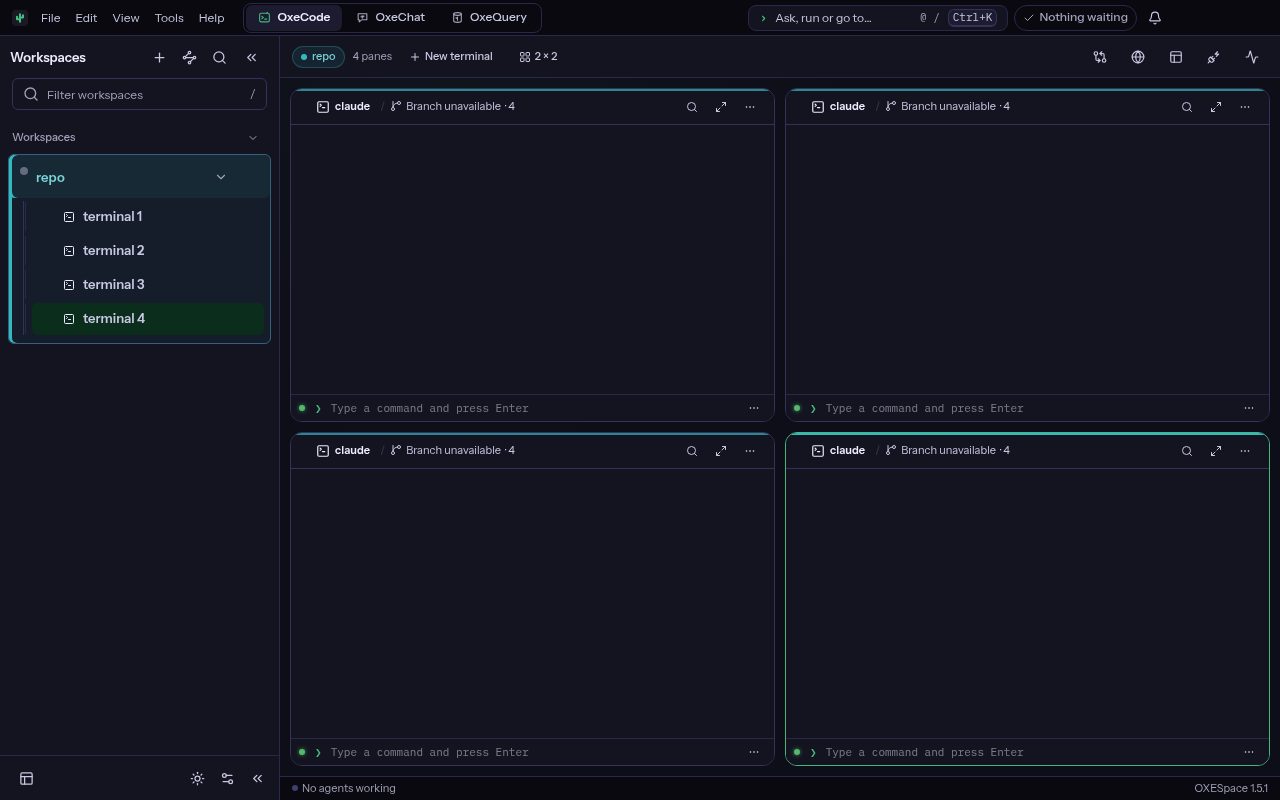 File Edit View Tools Help OxeCode OxeChat OxeQuery Ask, run or go to... @ / Ctrl+K Nothing waiting
Workspaces
Filter workspaces /
Workspaces
repo
terminal 1
terminal 2
terminal 3
terminal 4
repo 4 panes New terminal 2 × 2
claude / Branch unavailable · 4
Type a command and press Enter
claude / Branch unavailable · 4
Type a command and press Enter
claude / Branch unavailable · 4
Type a command and press Enter
claude / Branch unavailable · 4
Type a command and press Enter
No agents working OXESpace 1.5.1